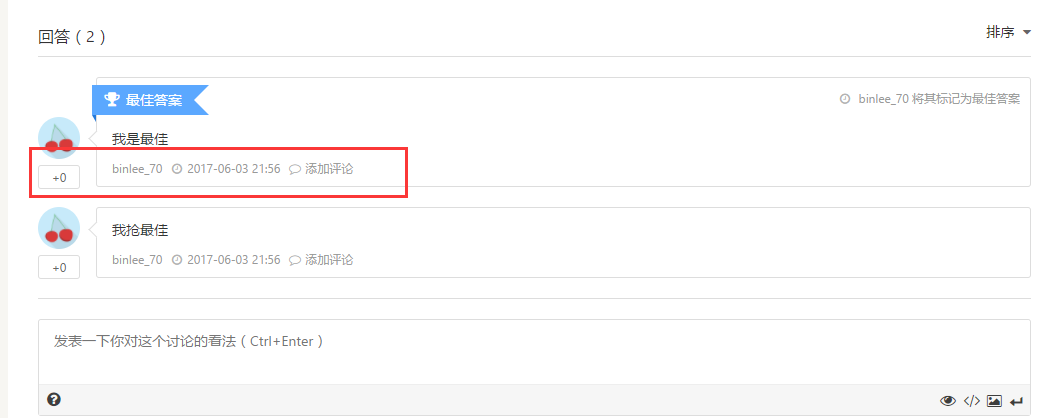 回答 ( 2 )
排序
最佳答案
binlee_70 将其标记为最佳答案
我是最佳
+0
binlee_70 2017-06-03 21:56 添加评论
我抢最佳
+0
binlee_70 2017-06-03 21:56 添加评论
发表一下你对这个讨论的看法 ( Ctrl+Enter )